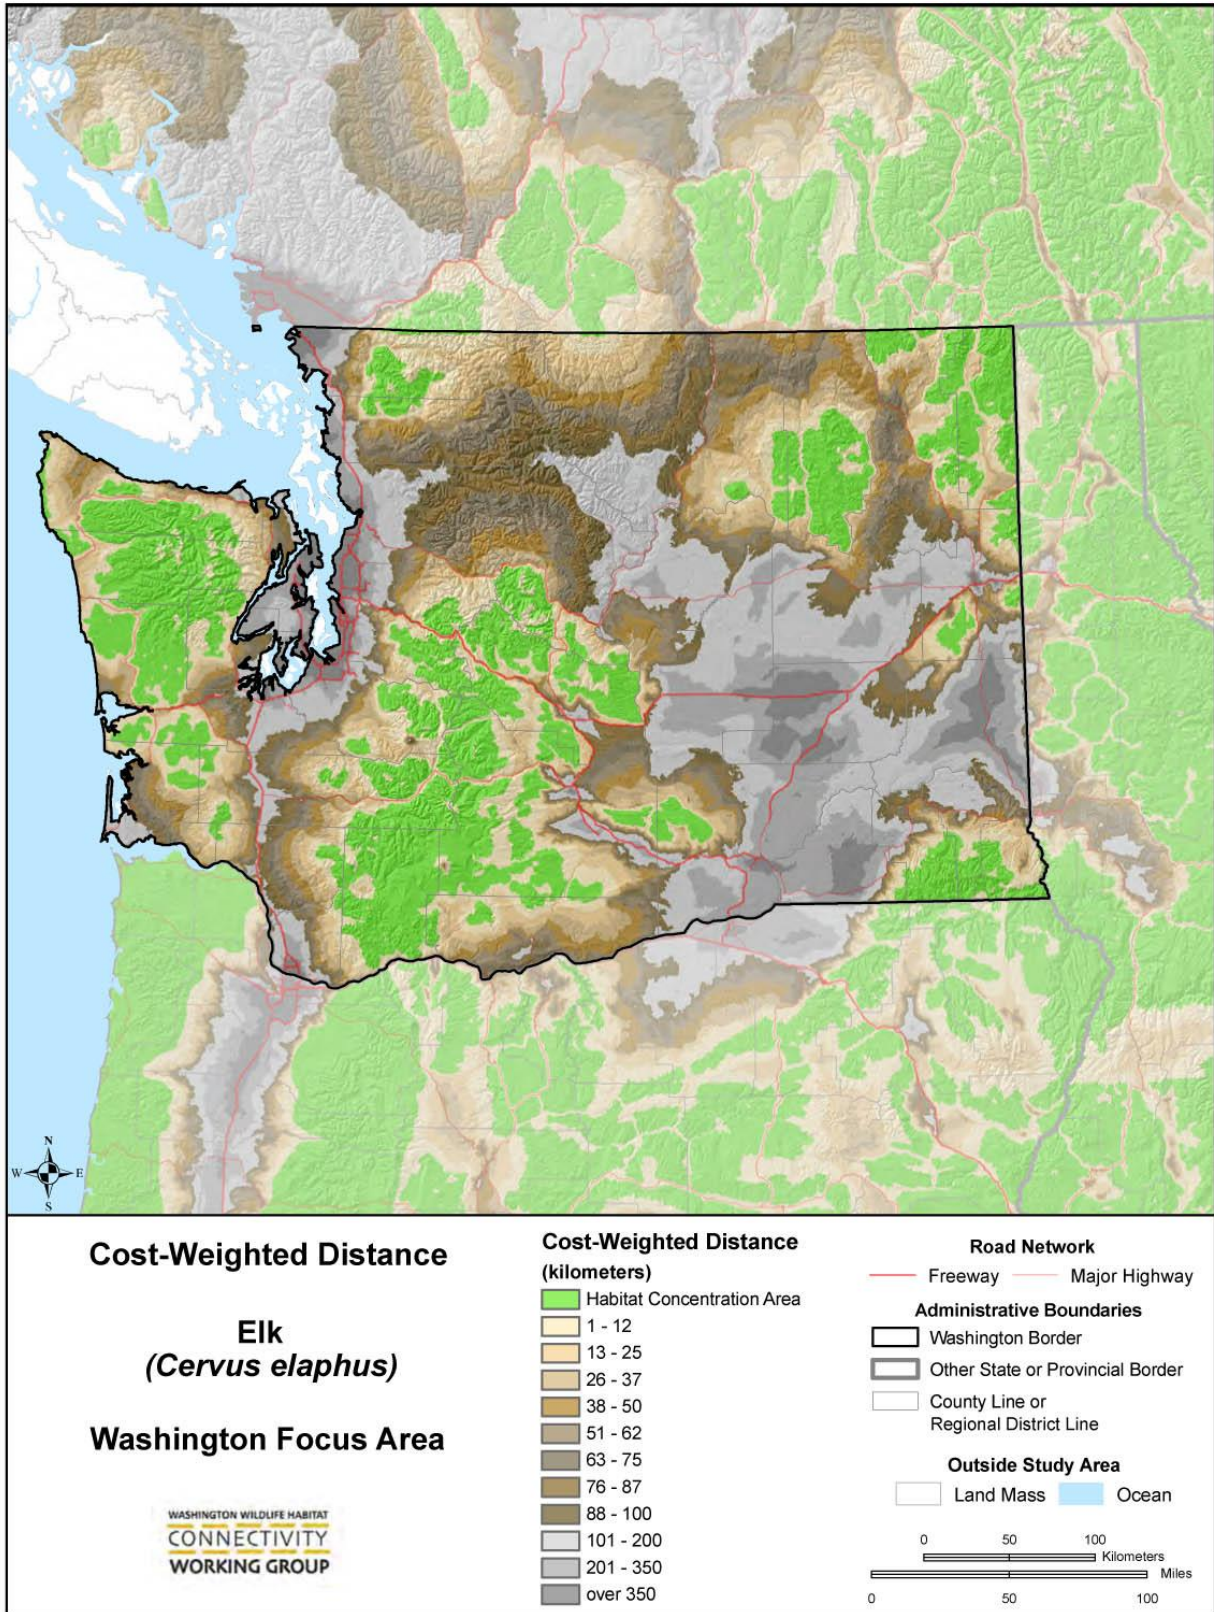 N
W E
S
Cost-Weighted Distance
Elk
(Cervus elaphus)
Washington Focus Area
WASHINGTON WILDLIFE HABITAT
CONNECTIVITY
WORKING GROUP
Cost-Weighted Distance
(kilometers)
Habitat Concentration Area
1 - 12
13 - 25
26 - 37
38 - 50
51 - 62
63 - 75
76 - 87
88 - 100
101 - 200
201 - 350
over 350
Road Network
Freeway
Major Highway
Administrative Boundaries
Washington Border
Other State or Provincial Border
County Line or
Regional District Line
Outside Study Area
Land Mass
Ocean
0 50 100
Kilometers
Miles
0 50 100